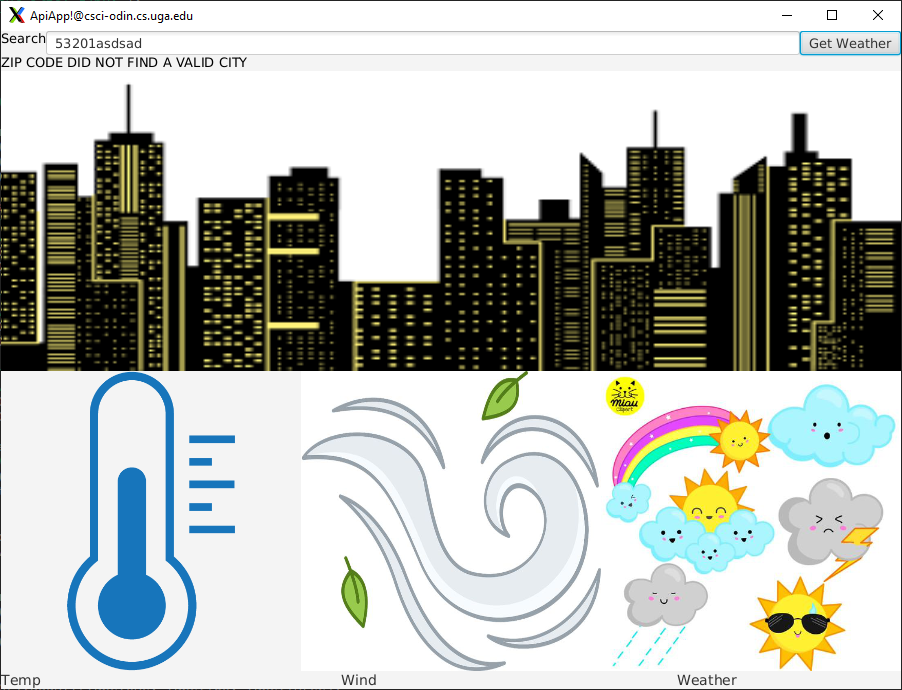 ApiApp!@csci-odin.cs.uga.edu
Search 53201asdsad Get Weather
ZIP CODE DID NOT FIND A VALID CITY
miau
clipart
Temp Wind Weather